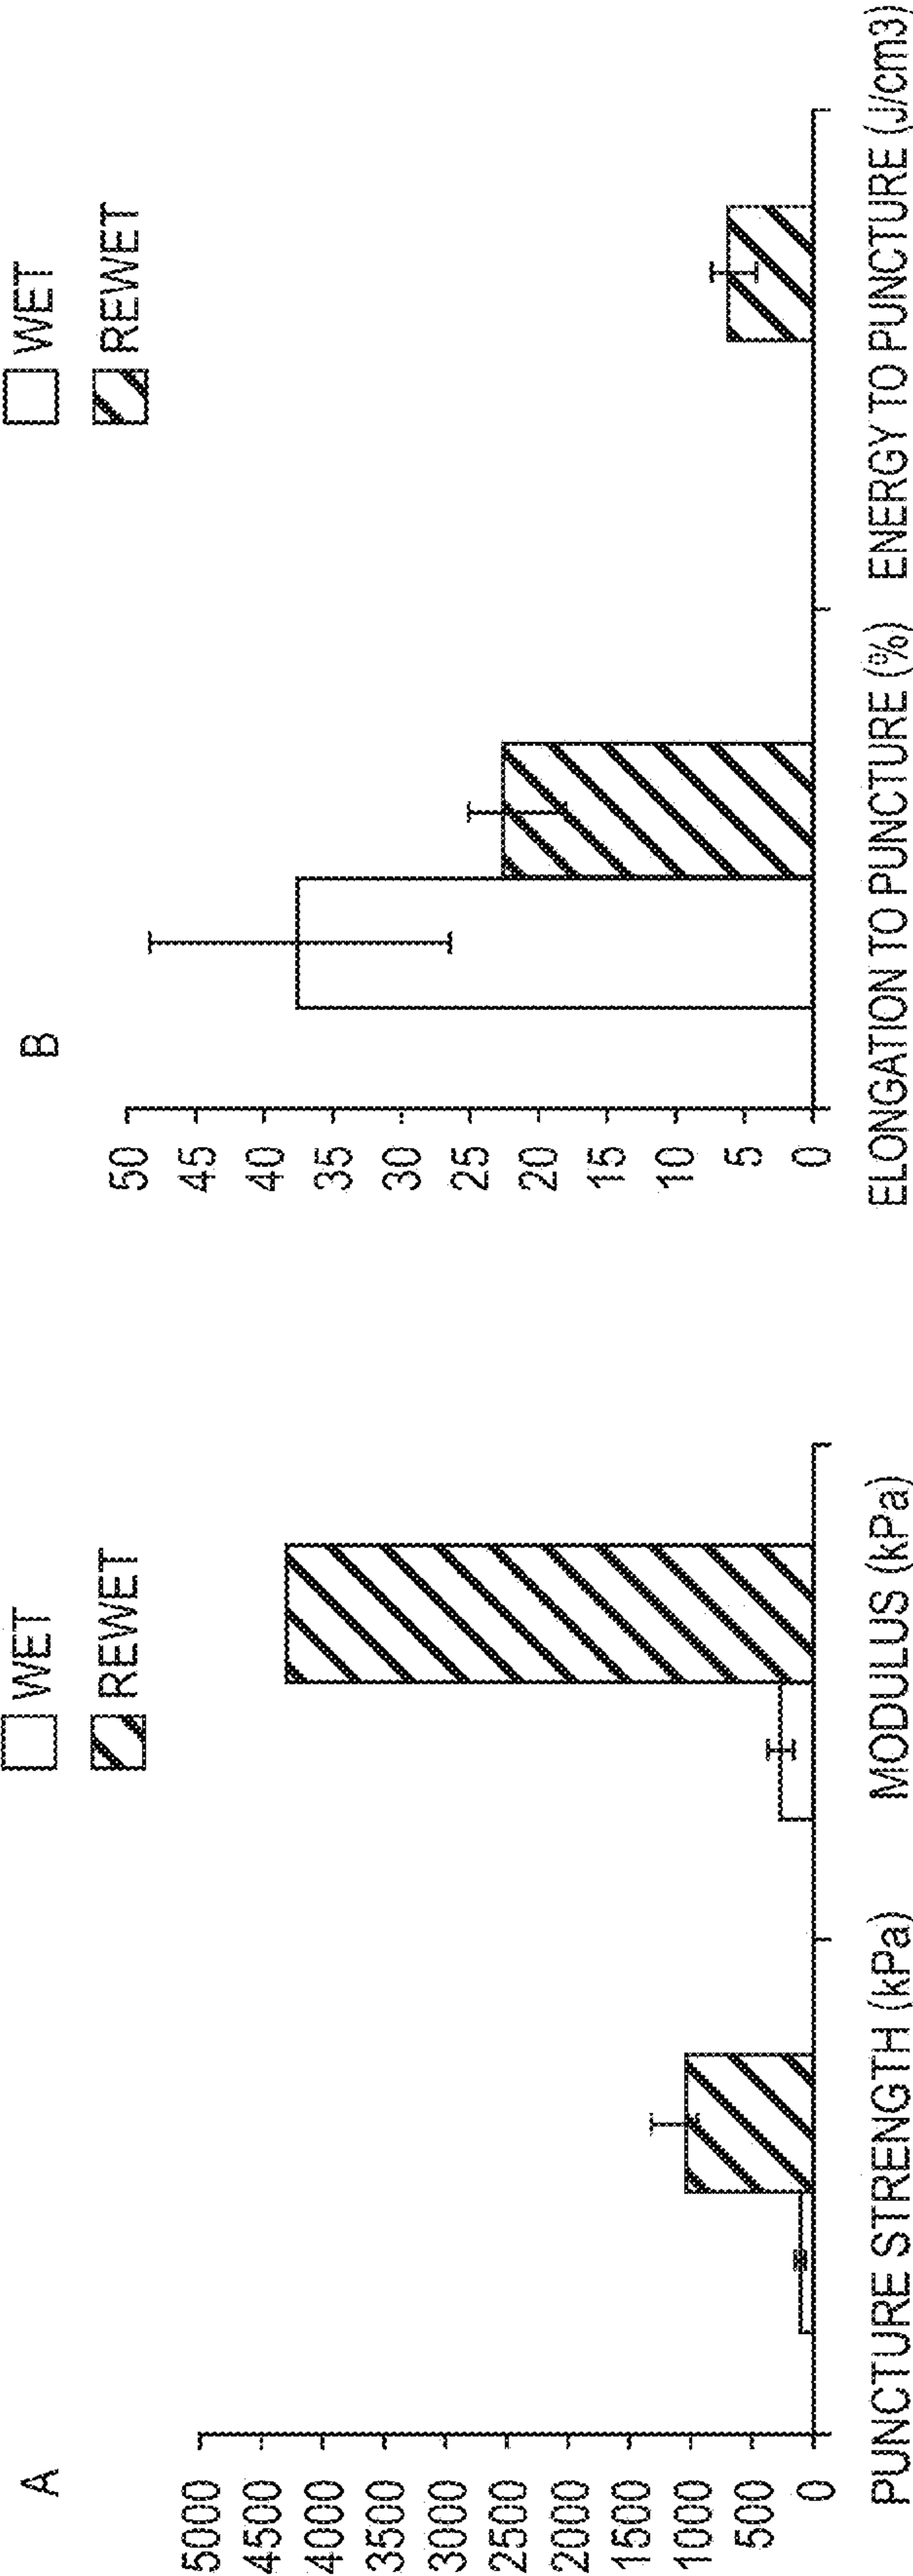 A
WET
REWET
5000
4500
4000
3500
3000
2500
2000
1500
1000
500
0
PUNCTURE STRENGTH (kPa)
MODULUS (kPa)
B
WET
REWET
50
45
40
35
30
25
20
15
10
5
0
ELONGATION TO PUNCTURE (%)
ENERGY TO PUNCTURE (J/cm3)